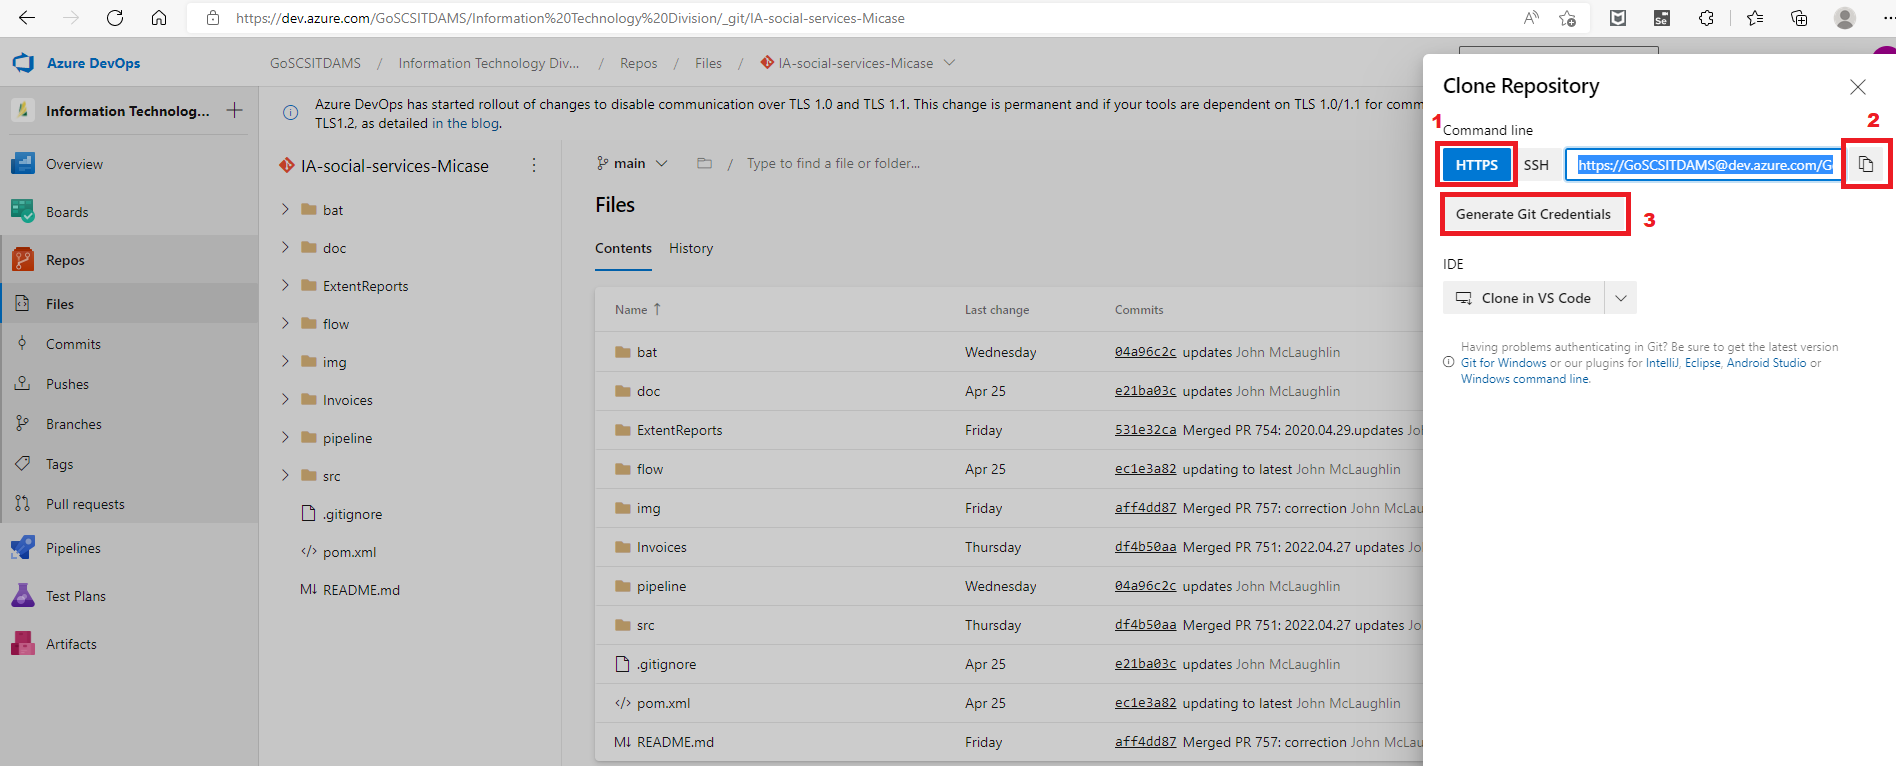 https://dev.azure.com/GoSCSITDAMS/Information%20Technology%20Division/_git/IA-social-services-Micase
Azure DevOps
GoSCSITDAMS / Information Technology Div... / Repos / Files / IA-social-services-Micase
Information Technolog...
Overview
Boards
Repos
Files
Commits
Pushes
Branches
Tags
Pull requests
Pipelines
Test Plans
Artifacts
Azure DevOps has started rollout of changes to disable communication over TLS 1.0 and TLS 1.1. This change is permanent and if your tools are dependent on TLS 1.0/1.1 for comm
TLS1.2, as detailed in the blog.
IA-social-services-Micase
bat
doc
ExtentReports
flow
img
Invoices
pipeline
src
.gitignore
pom.xml
M↓ README.md
main / Type to find a file or folder...
Files
Contents History
Name ↑ Last change Commits
bat Wednesday 04a96c2c updates John McLaughlin
doc Apr 25 e21ba03c updates John McLaughlin
ExtentReports Friday 531e32ca Merged PR 754: 2020.04.29.updates Jo
flow Apr 25 ec1e3a82 updating to latest John McLaughlin
img Friday aff4dd87 Merged PR 757: correction John McLau
Invoices Thursday df4b50aa Merged PR 751: 2022.04.27 updates Jo
pipeline Wednesday 04a96c2c updates John McLaughlin
src Thursday df4b50aa Merged PR 751: 2022.04.27 updates Jo
.gitignore Apr 25 e21ba03c updates John McLaughlin
pom.xml Apr 25 ec1e3a82 updating to latest John McLaughlin
M↓ README.md Friday aff4dd87 Merged PR 757: correction John McLau
Clone Repository
1 Command line 2
HTTPS SSH https://GoSCSITDAMS@dev.azure.com/G
Generate Git Credentials 3
IDE
Clone in VS Code
Having problems authenticating in Git? Be sure to get the latest version
Git for Windows or our plugins for IntelliJ, Eclipse, Android Studio or
Windows command line.